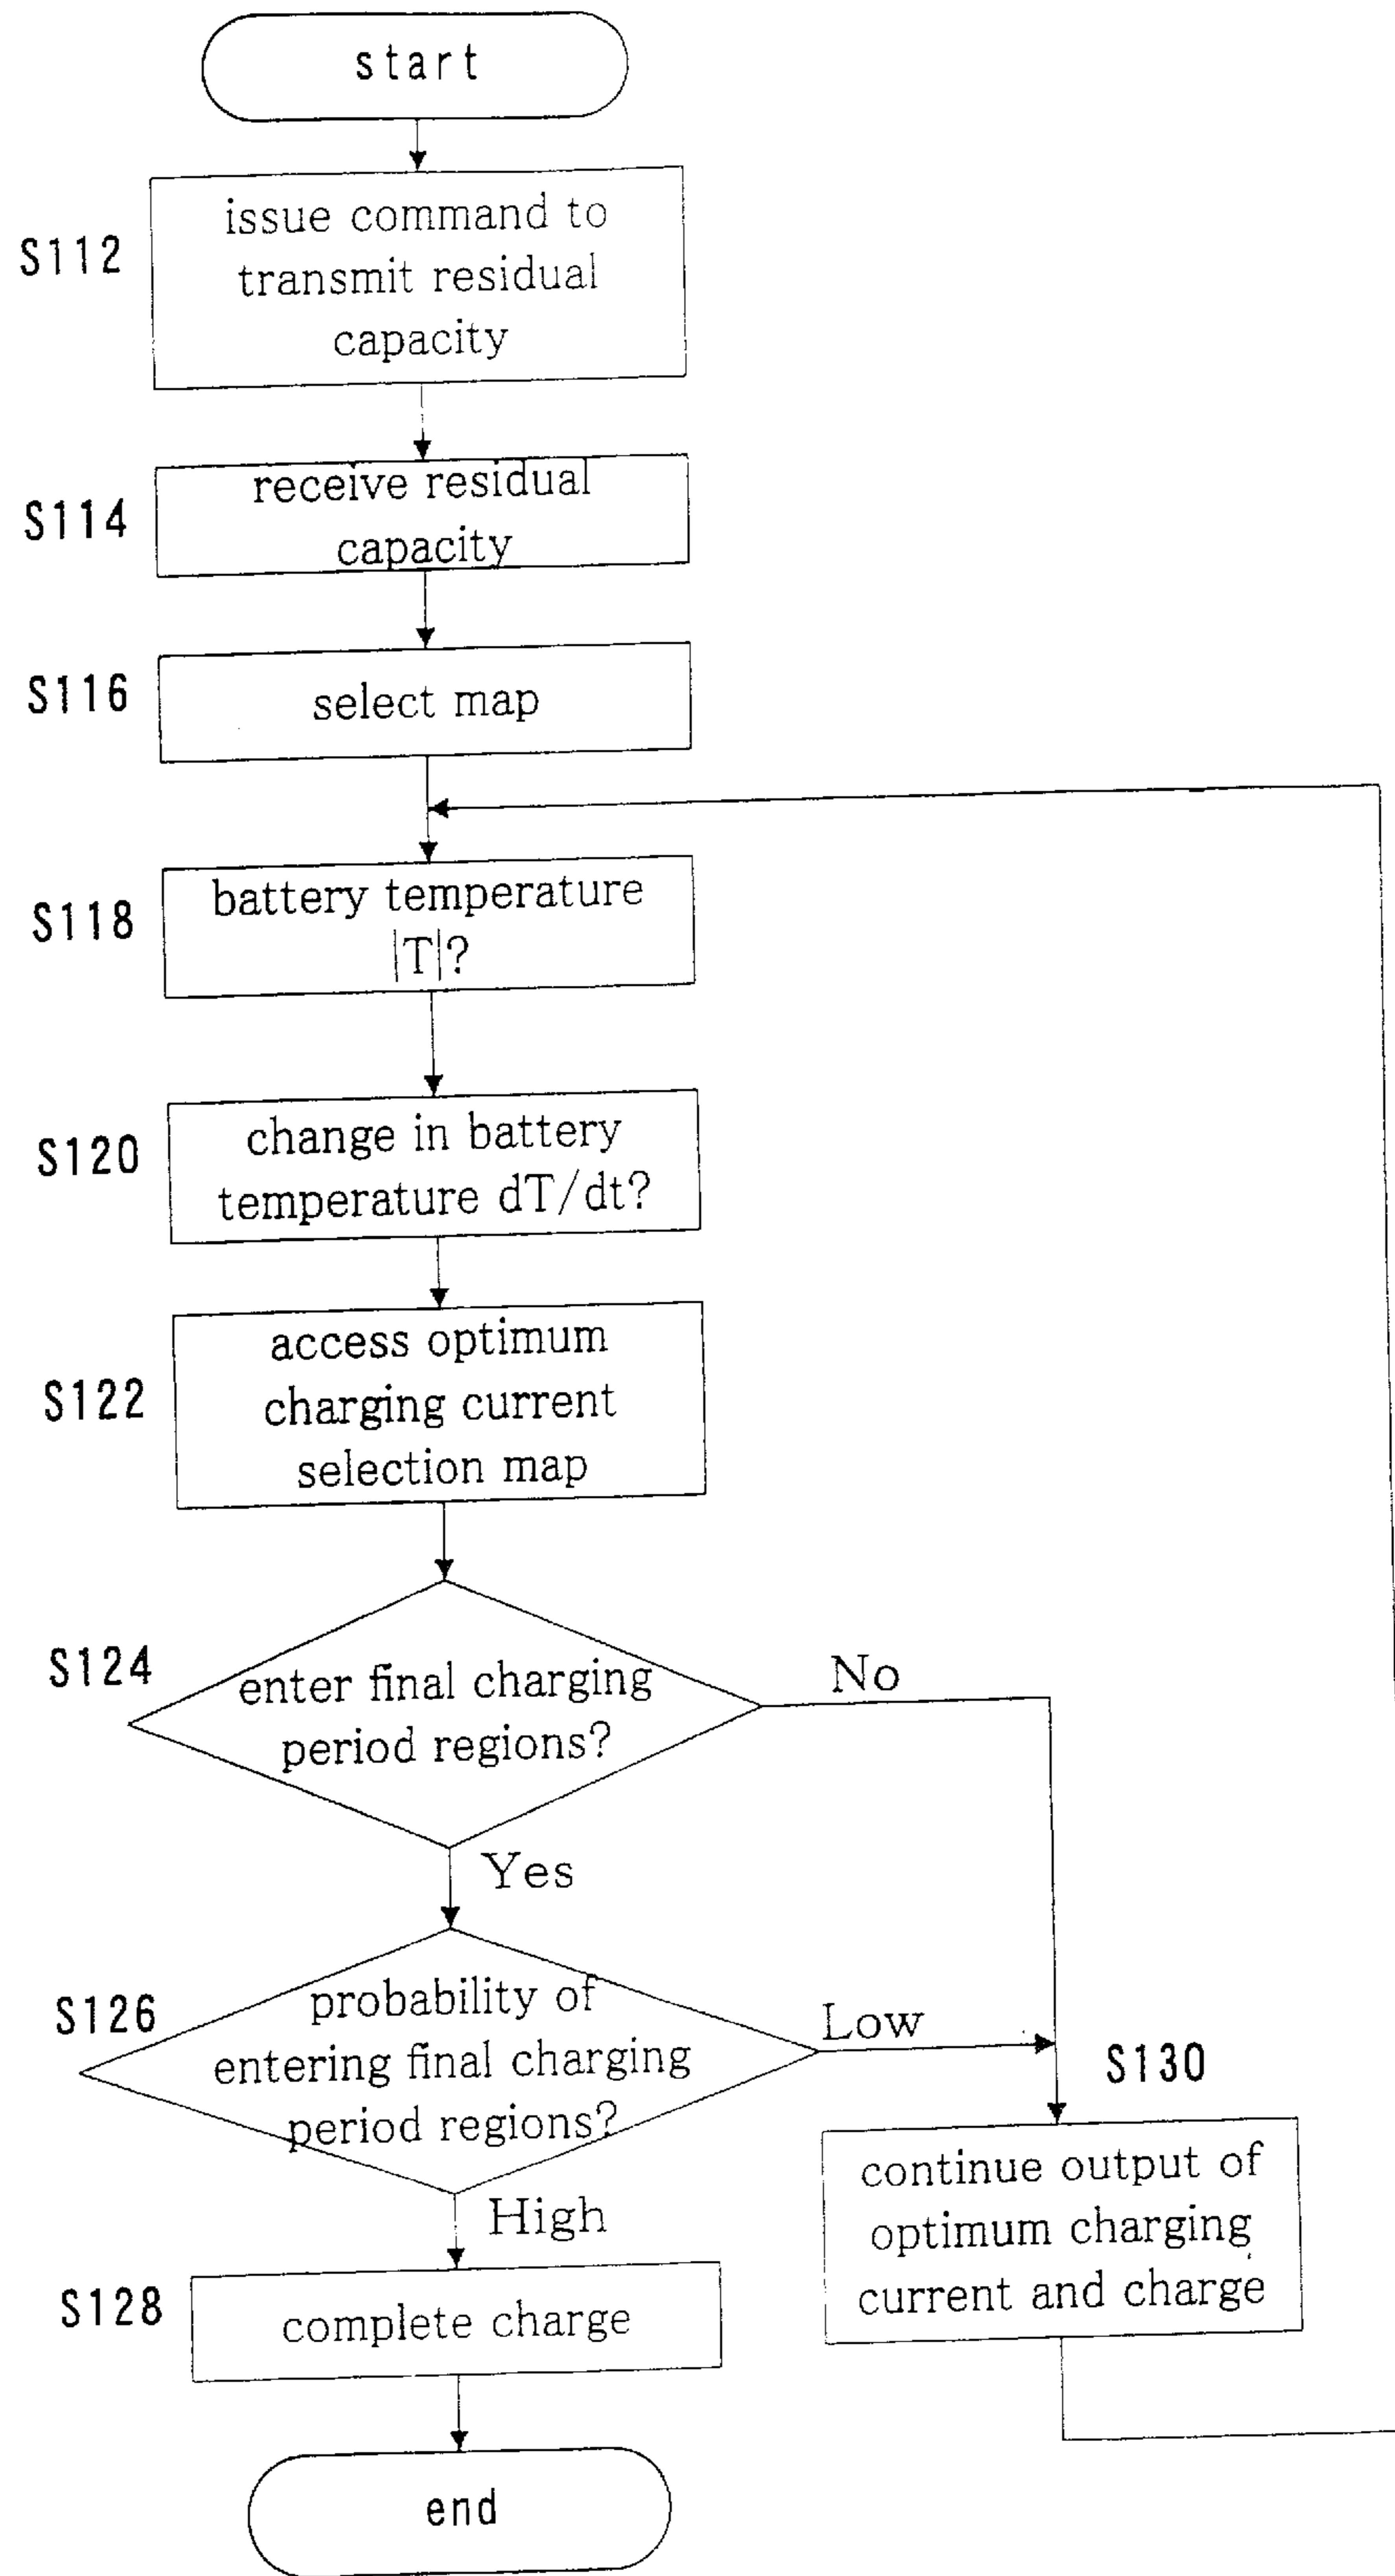 start
S112
issue command to
transmit residual
capacity
S114
receive residual
capacity
S116
select map
S118
battery temperature
|T|?
S120
change in battery
temperature dT/dt?
S122
access optimum
charging current
selection map
S124
enter final charging
period regions?
No
Yes
S126
probability of
entering final charging
period regions?
Low
High
S130
continue output of
optimum charging
current and charge
S128
complete charge
end